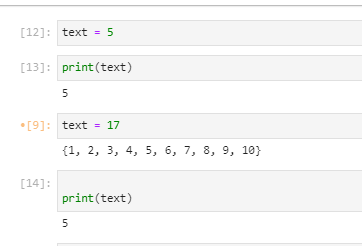 [12]: text = 5
[13]: print(text)
5
•[9]: text = 17
{1, 2, 3, 4, 5, 6, 7, 8, 9, 10}
[14]:
print(text)
5